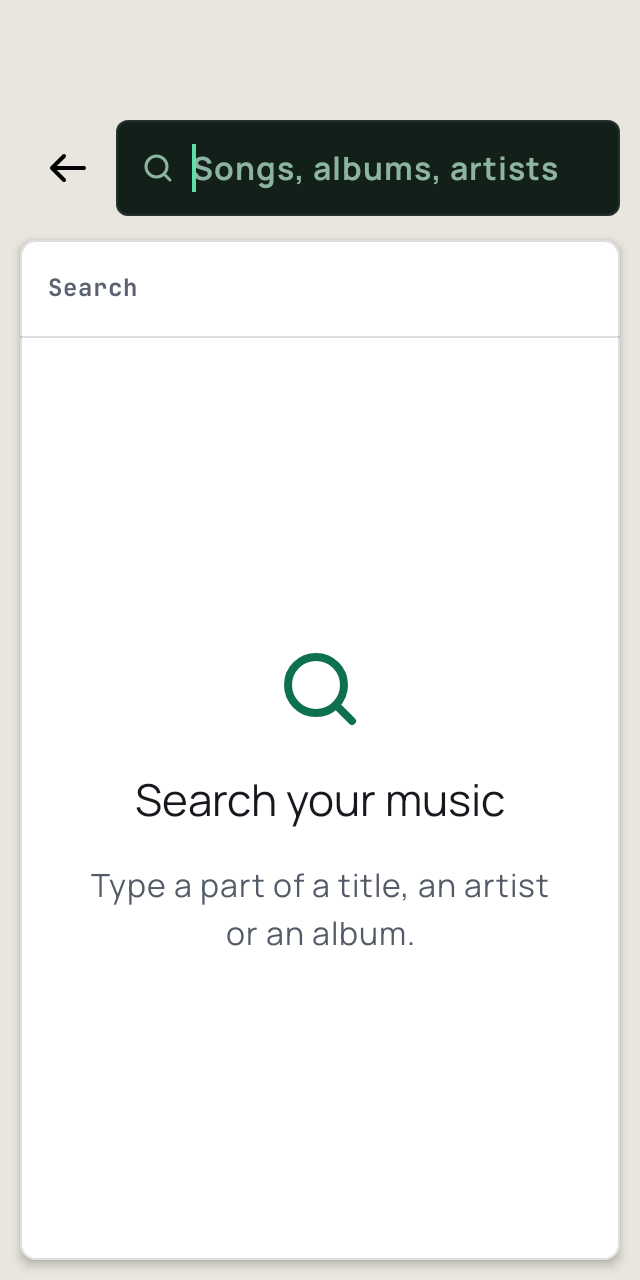 Songs, albums, artists
Search
Search your music
Type a part of a title, an artist
or an album.